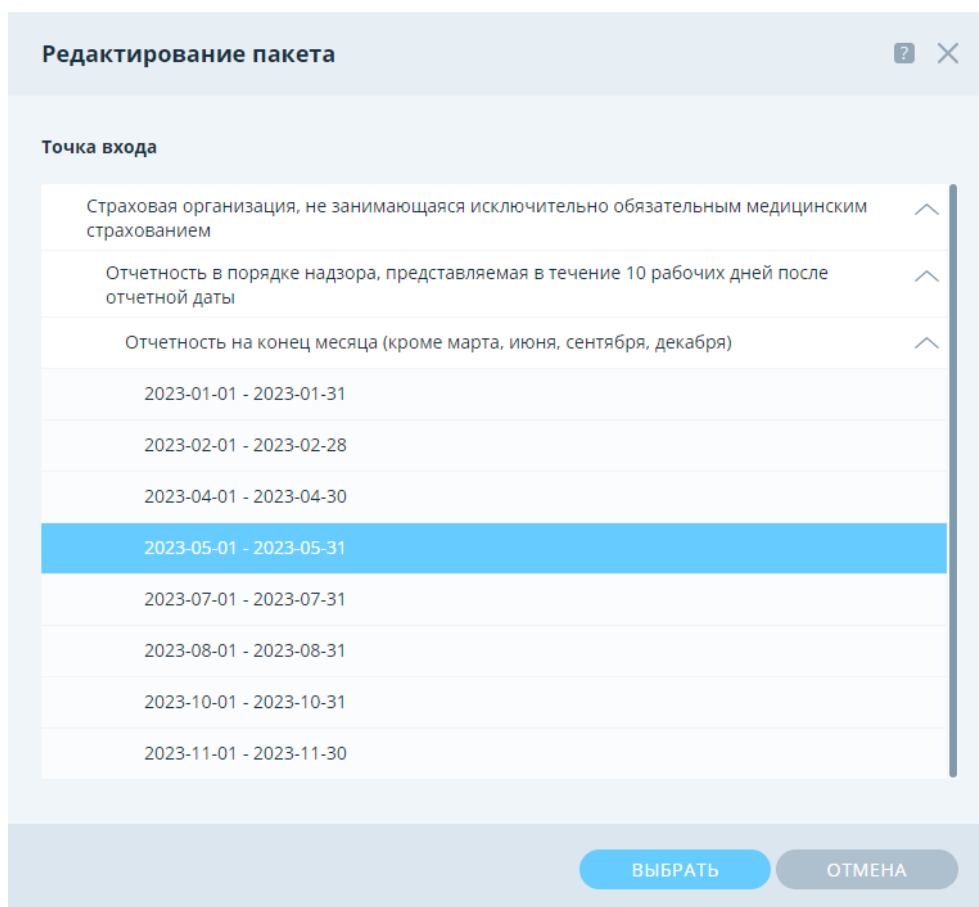 Редактирование пакета
?
Точка входа
Страховая организация, не занимающаяся исключительно обязательным медицинским
страхованием
Отчетность в порядке надзора, представляемая в течение 10 рабочих дней после
отчетной даты
Отчетность на конец месяца (кроме марта, июня, сентября, декабря)
2023-01-01 - 2023-01-31
2023-02-01 - 2023-02-28
2023-04-01 - 2023-04-30
2023-05-01 - 2023-05-31
2023-07-01 - 2023-07-31
2023-08-01 - 2023-08-31
2023-10-01 - 2023-10-31
2023-11-01 - 2023-11-30
ВЫБРАТЬ
ОТМЕНА